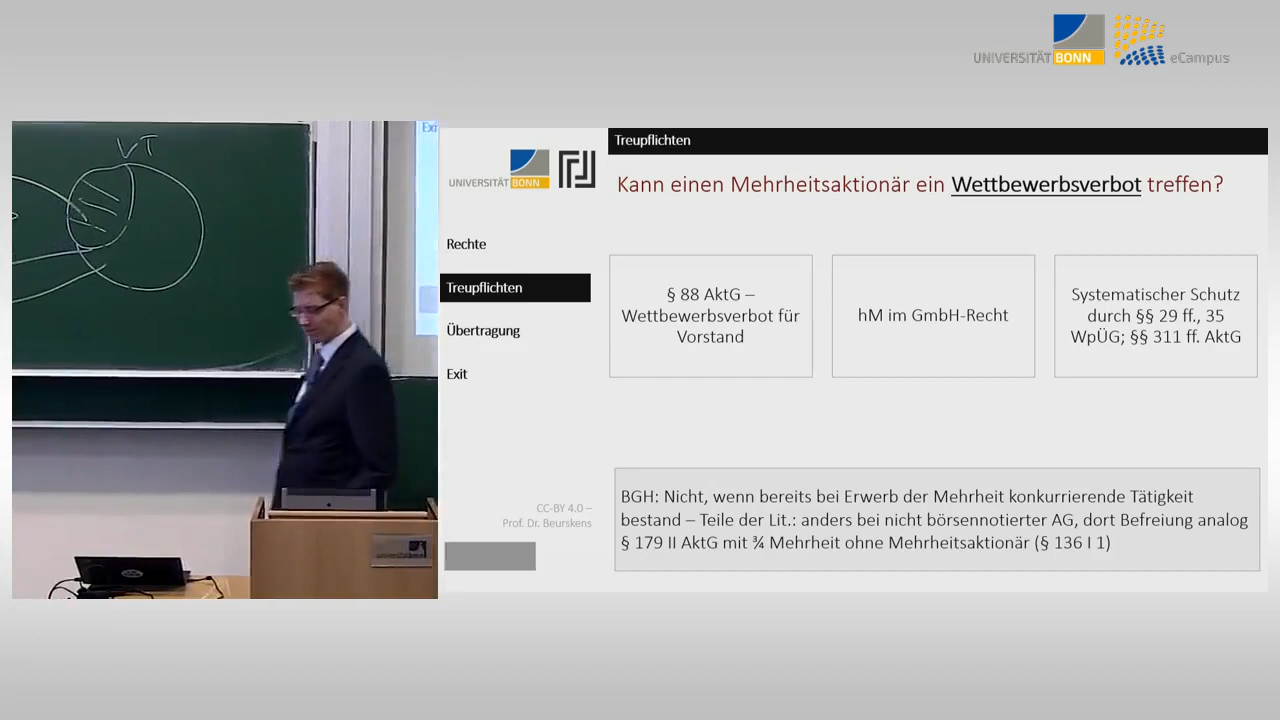 UNIVERSITÄT BONN
eCampus
VT
Exi
UNIVERSITÄT BONN
Rechte
Treupflichten
Übertragung
Exit
CC-BY 4.0 –
Prof. Dr. Beurskens
Treupflichten
Kann einen Mehrheitsaktionär ein Wettbewerbsverbot treffen?
§ 88 AktG –
Wettbewerbsverbot für
Vorstand
hM im GmbH-Recht
Systematischer Schutz
durch §§ 29 ff., 35
WpÜG; §§ 311 ff. AktG
BGH: Nicht, wenn bereits bei Erwerb der Mehrheit konkurrierende Tätigkeit
bestand – Teile der Lit.: anders bei nicht börsennotierter AG, dort Befreiung analog
§ 179 II AktG mit ¾ Mehrheit ohne Mehrheitsaktionär (§ 136 I 1)